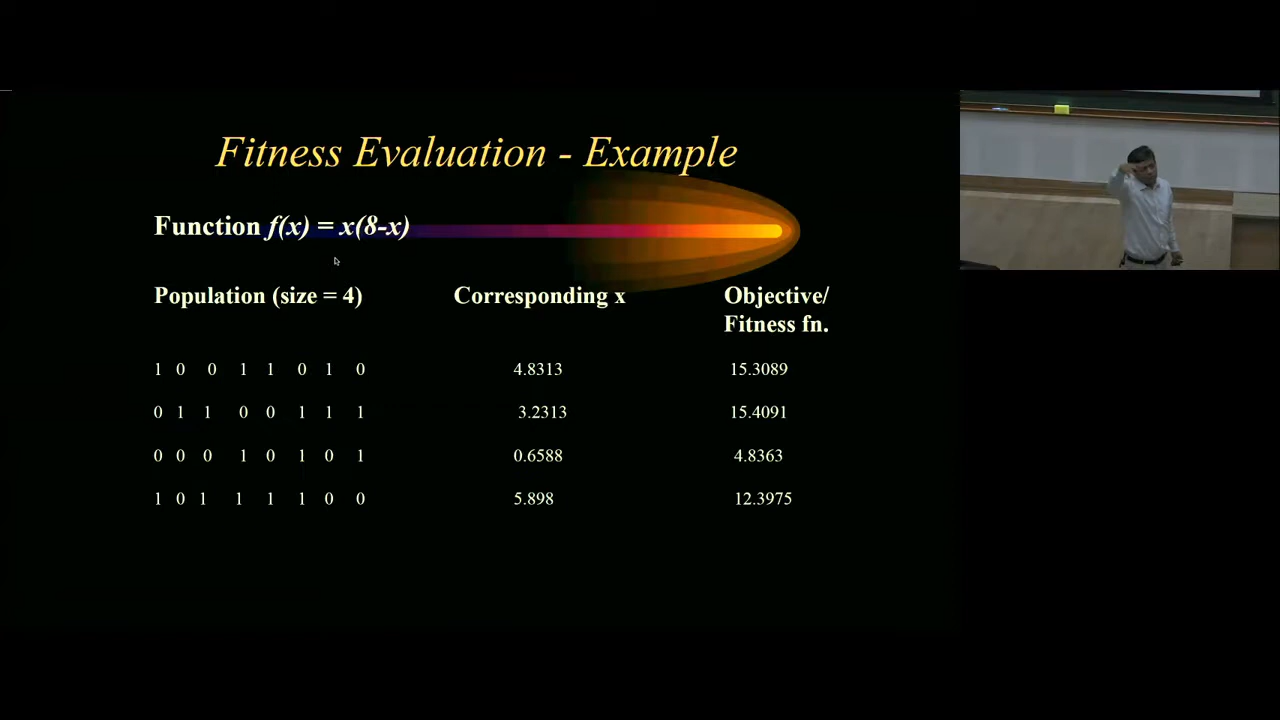 Fitness Evaluation - Example
Function f(x) = x(8-x)
Population (size = 4) Corresponding x Objective/
Fitness fn.
1 0 0 1 1 0 1 0 4.8313 15.3089
0 1 1 0 0 1 1 1 3.2313 15.4091
0 0 0 1 0 1 0 1 0.6588 4.8363
1 0 1 1 1 1 0 0 5.898 12.3975